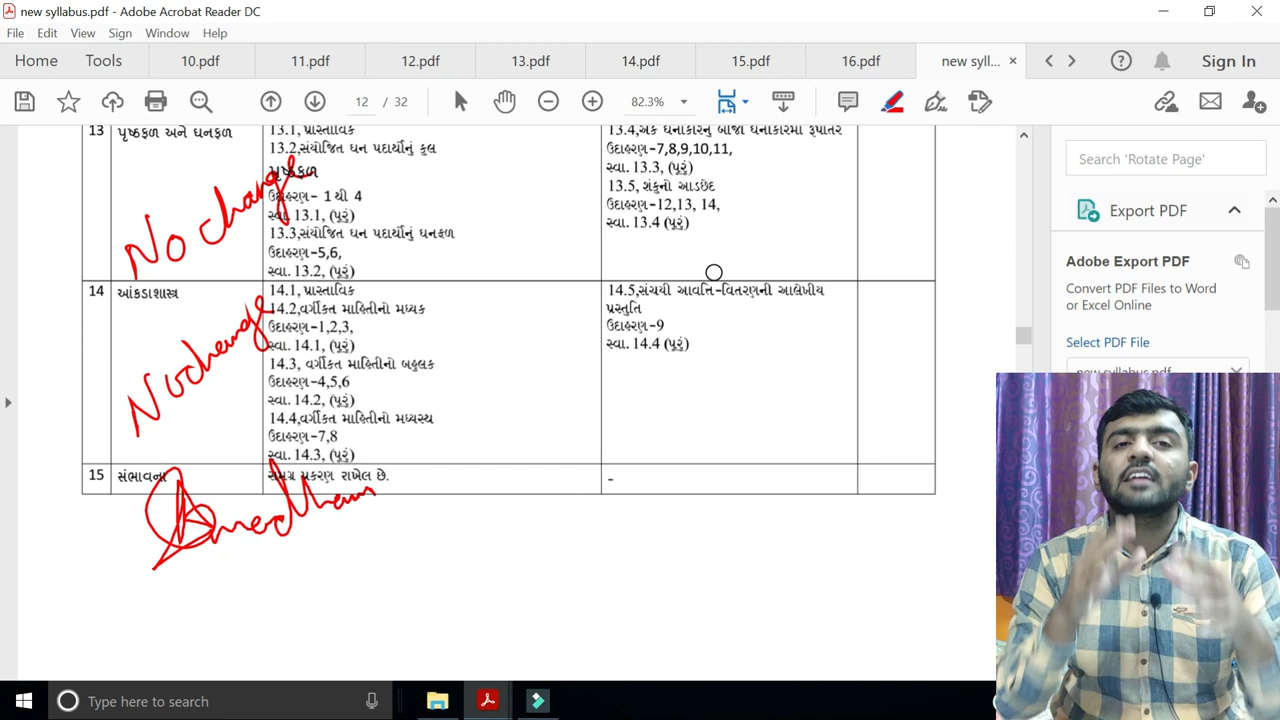 new syllabus.pdf - Adobe Acrobat Reader DC
File Edit View Sign Window Help
Home Tools 10.pdf 11.pdf 12.pdf 13.pdf 14.pdf 15.pdf 16.pdf new syll... Sign In
12 / 32 82.3%
13 પૃષ્ઠફળ અને ઘનફળ
13.1, પ્રાસ્તાવિક
13.2,સંયોજિત ઘન પદાર્થોનું કુલ
પૃષ્ઠફળ
ઉદાહરણ- 1 થી 4
સ્વા. 13.1, (પૂરું)
13.3,સંયોજિત ઘન પદાર્થોનું ઘનફળ
ઉદાહરણ-5,6,
સ્વા. 13.2, (પૂરું)
13.4,એક ઘનાકારનું બીજા ઘનાકારમાં રૂપાંતર
ઉદાહરણ-7,8,9,10,11,
સ્વા. 13.3, (પૂરું)
13.5, શંકુનો આડછેદ
ઉદાહરણ-12,13, 14,
સ્વા. 13.4 (પૂરું)
No change
14 આંકડાશાસ્ત્ર
14.1, પ્રાસ્તાવિક
14.2,વર્ગીકૃત માહિતીનો મધ્યક
ઉદાહરણ-1,2,3,
સ્વા. 14.1, (પૂરું)
14.3, વર્ગીકૃત માહિતીનો બહુલક
ઉદાહરણ-4,5,6
સ્વા. 14.2, (પૂરું)
14.4,વર્ગીકૃત માહિતીનો મધ્યસ્થ
ઉદાહરણ-7,8
સ્વા. 14.3, (પૂરું)
14.5,સંચયી આવૃત્તિ-વિતરણની આલેખીય
પ્રસ્તુતિ
ઉદાહરણ-9
સ્વા. 14.4 (પૂરું)
No change
15 સંભાવના સમગ્ર પ્રકરણ રાખેલ છે. -
Search 'Rotate Page'
Export PDF
Adobe Export PDF
Convert PDF Files to Word
or Excel Online
Select PDF File
new syllabus.pdf
Type here to search